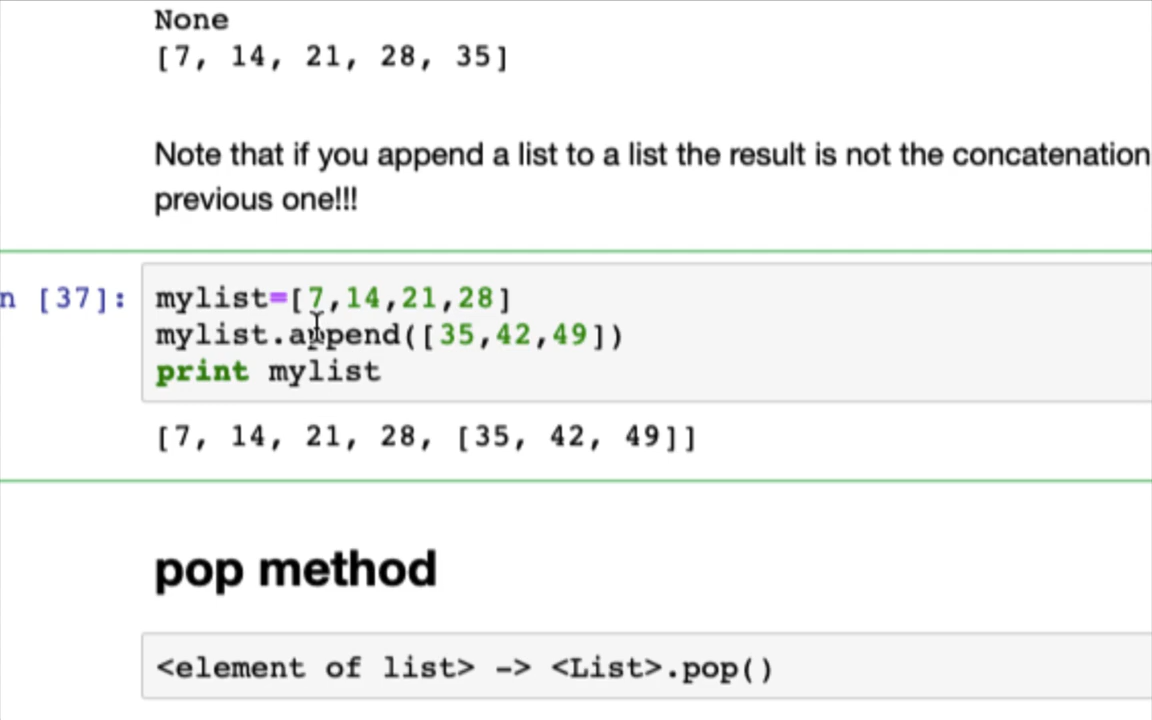 None
[7, 14, 21, 28, 35]
Note that if you append a list to a list the result is not the concatenation
previous one!!!
n [37]: mylist=[7,14,21,28]
mylist.append([35,42,49])
print mylist
[7, 14, 21, 28, [35, 42, 49]]
pop method
<element of list> -> <List>.pop()